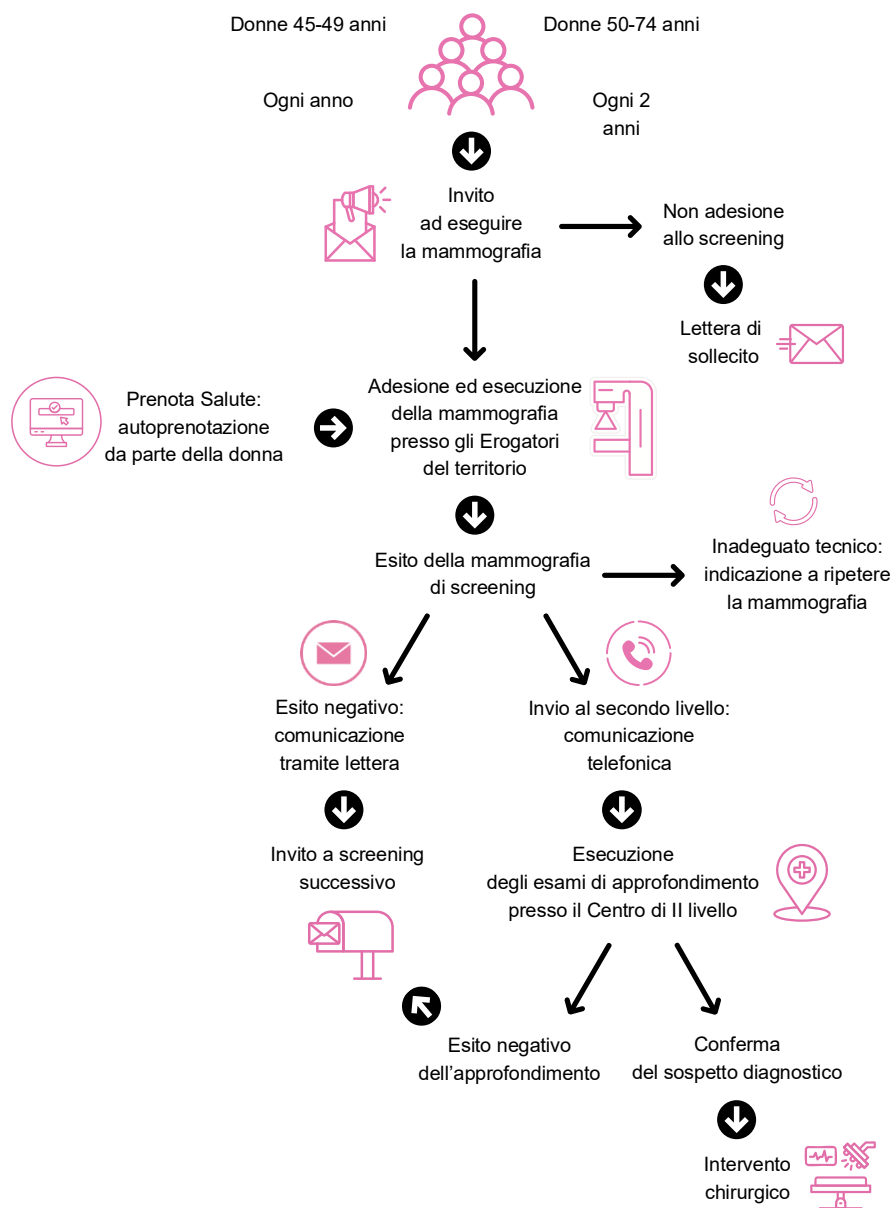 Donne 45-49 anni
Donne 50-74 anni
Ogni anno
Ogni 2
anni
Invito
ad eseguire
la mammografia
Non adesione
allo screening
Lettera di
sollecito
Prenota Salute:
autoprenotazione
da parte della donna
Adesione ed esecuzione
della mammografia
presso gli Erogatori
del territorio
Esito della mammografia
di screening
Inadeguato tecnico:
indicazione a ripetere
la mammografia
Esito negativo:
comunicazione
tramite lettera
Invio al secondo livello:
comunicazione
telefonica
Invito a screening
successivo
Esecuzione
degli esami di approfondimento
presso il Centro di II livello
Esito negativo
dell'approfondimento
Conferma
del sospetto diagnostico
Intervento
chirurgico